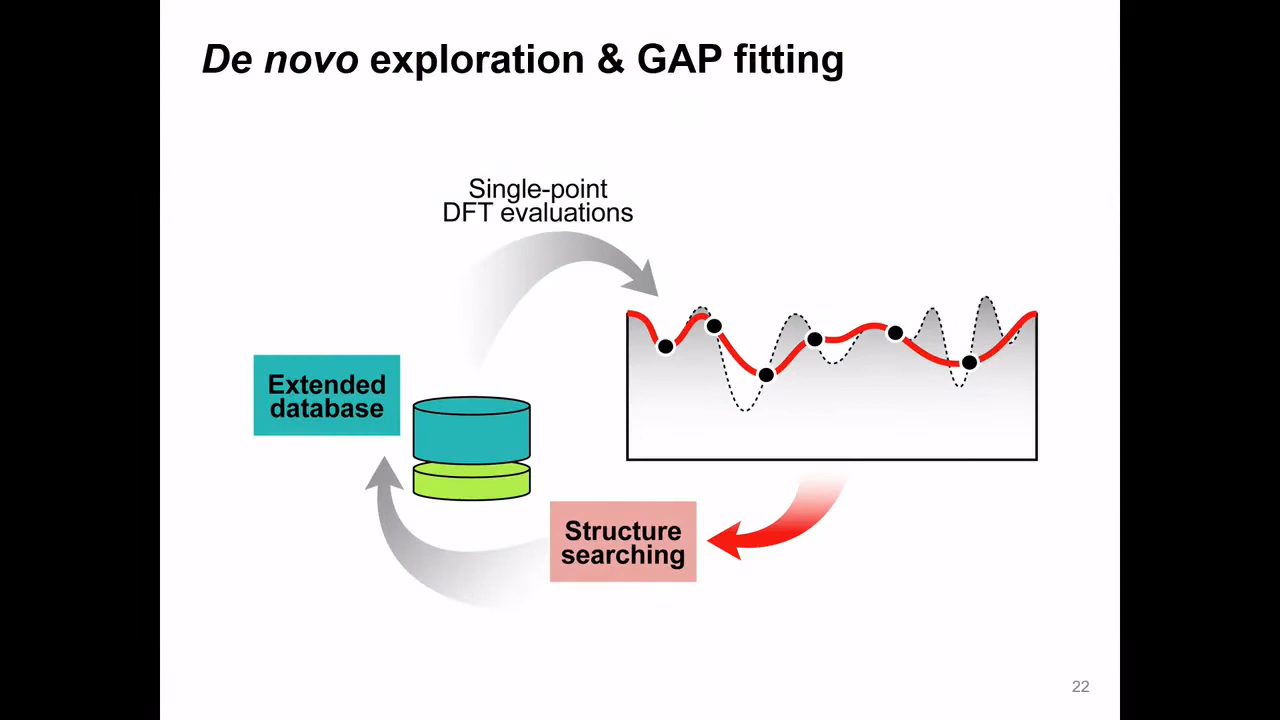 De novo exploration & GAP fitting
Single-point
DFT evaluations
Extended
database
Structure
searching
22